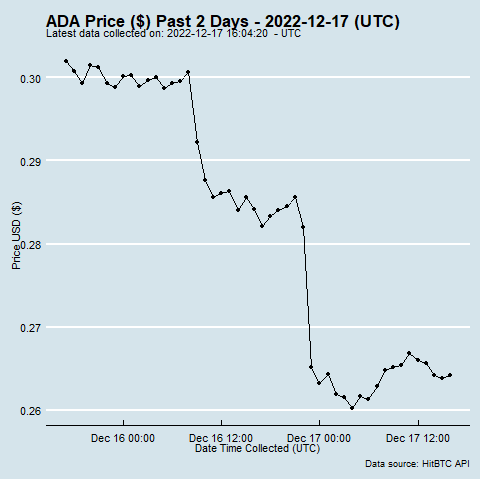 ADA Price ($) Past 2 Days - 2022-12-17 (UTC)
Latest data collected on: 2022-12-17 16:04:20  - UTC
0.30
0.29
0.28
0.27
0.26
Price USD ($)
Dec 16 00:00 Dec 16 12:00 Dec 17 00:00 Dec 17 12:00
Date Time Collected (UTC)
Data source: HitBTC API